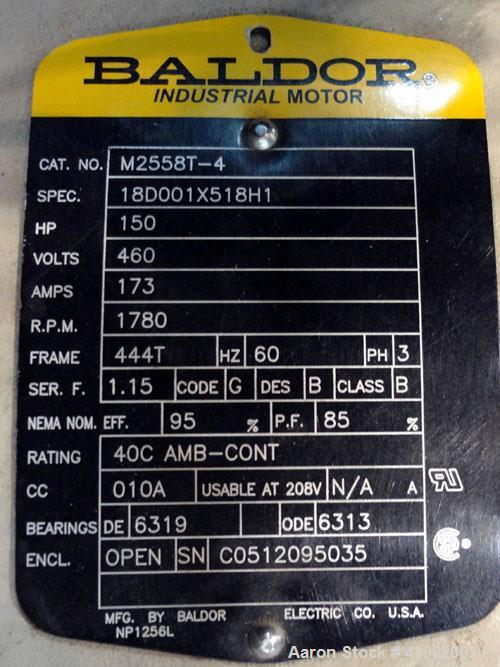 BALDOR®
INDUSTRIAL MOTOR
CAT. NO. M2558T-4
SPEC. 18D001X518H1
HP 150
VOLTS 460
AMPS 173
R.P.M. 1780
FRAME 444T HZ 60 PH 3
SER. F. 1.15 CODE G DES B CLASS B
NEMA NOM. EFF. 95 % P.F. 85 %
RATING 40C AMB-CONT
CC 010A USABLE AT 208V N/A A
BEARINGS DE 6319 ODE 6313
ENCL. OPEN SN C0512095035
MFG. BY BALDOR ELECTRIC CO. U.S.A.
NP1256L